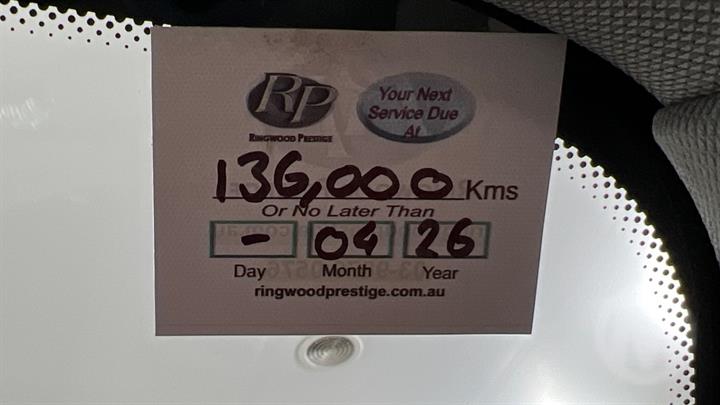 RP
RINGWOOD PRESTIGE
Your Next
Service Due
At
136,000 Kms
Or No Later Than
- 04 26
Day Month Year
ringwoodprestige.com.au